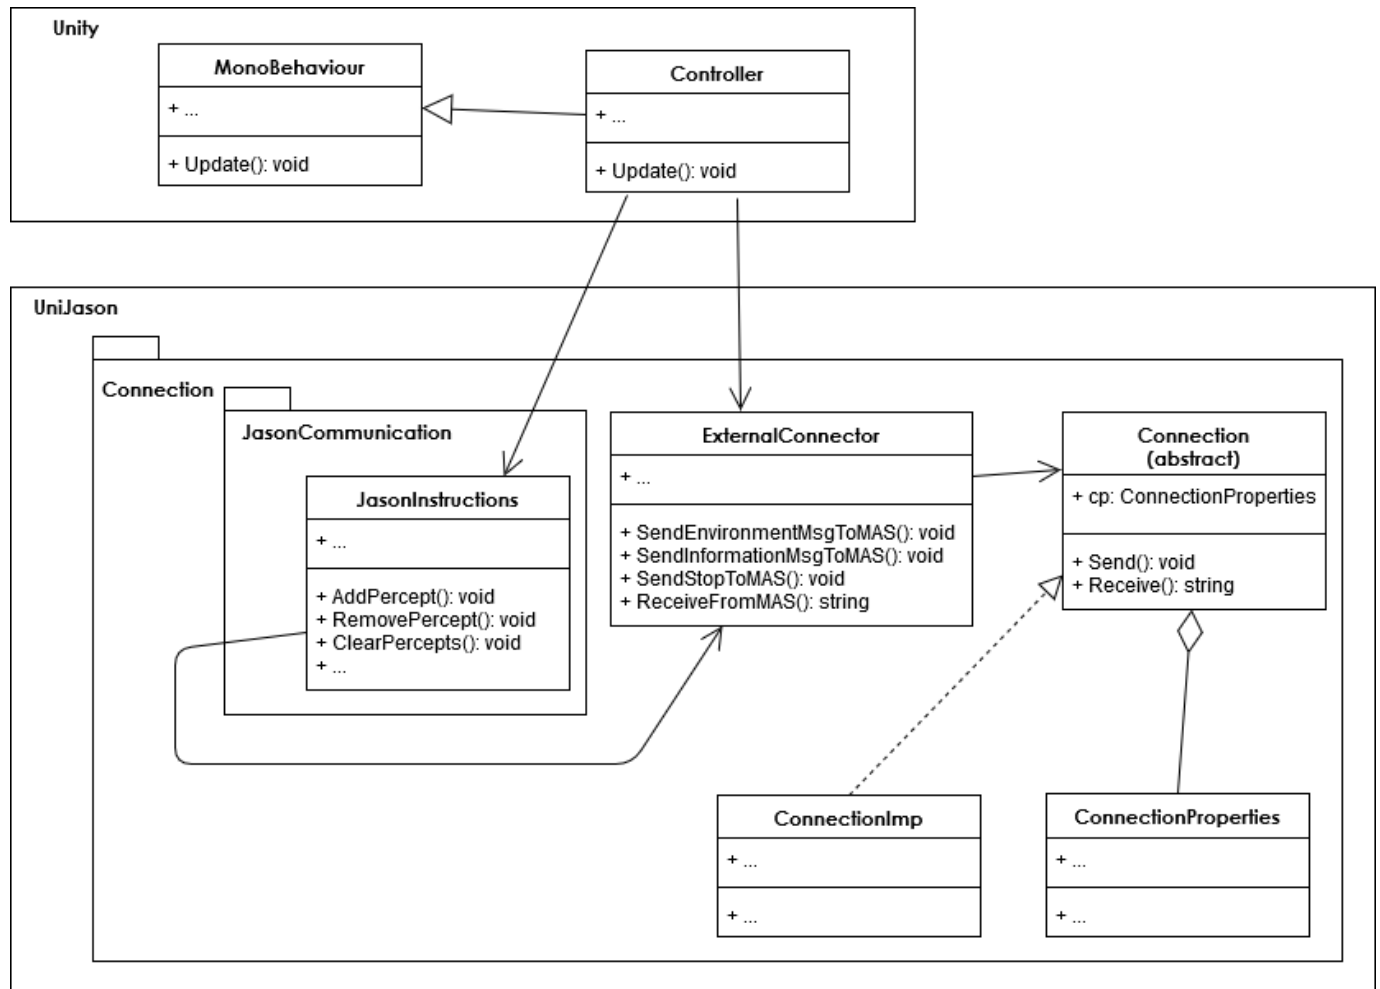 Unity
MonoBehaviour
+ ...
+ Update(): void
Controller
+ ...
+ Update(): void
UniJason
Connection
JasonCommunication
JasonInstructions
+ ...
+ AddPercept(): void
+ RemovePercept(): void
+ ClearPercepts(): void
+ ...
ExternalConnector
+ ...
+ SendEnvironmentMsgToMAS(): void
+ SendInformationMsgToMAS(): void
+ SendStopToMAS(): void
+ ReceiveFromMAS(): string
Connection
(abstract)
+ cp: ConnectionProperties
+ Send(): void
+ Receive(): string
ConnectionImp
+ ...
+ ...
ConnectionProperties
+ ...
+ ...